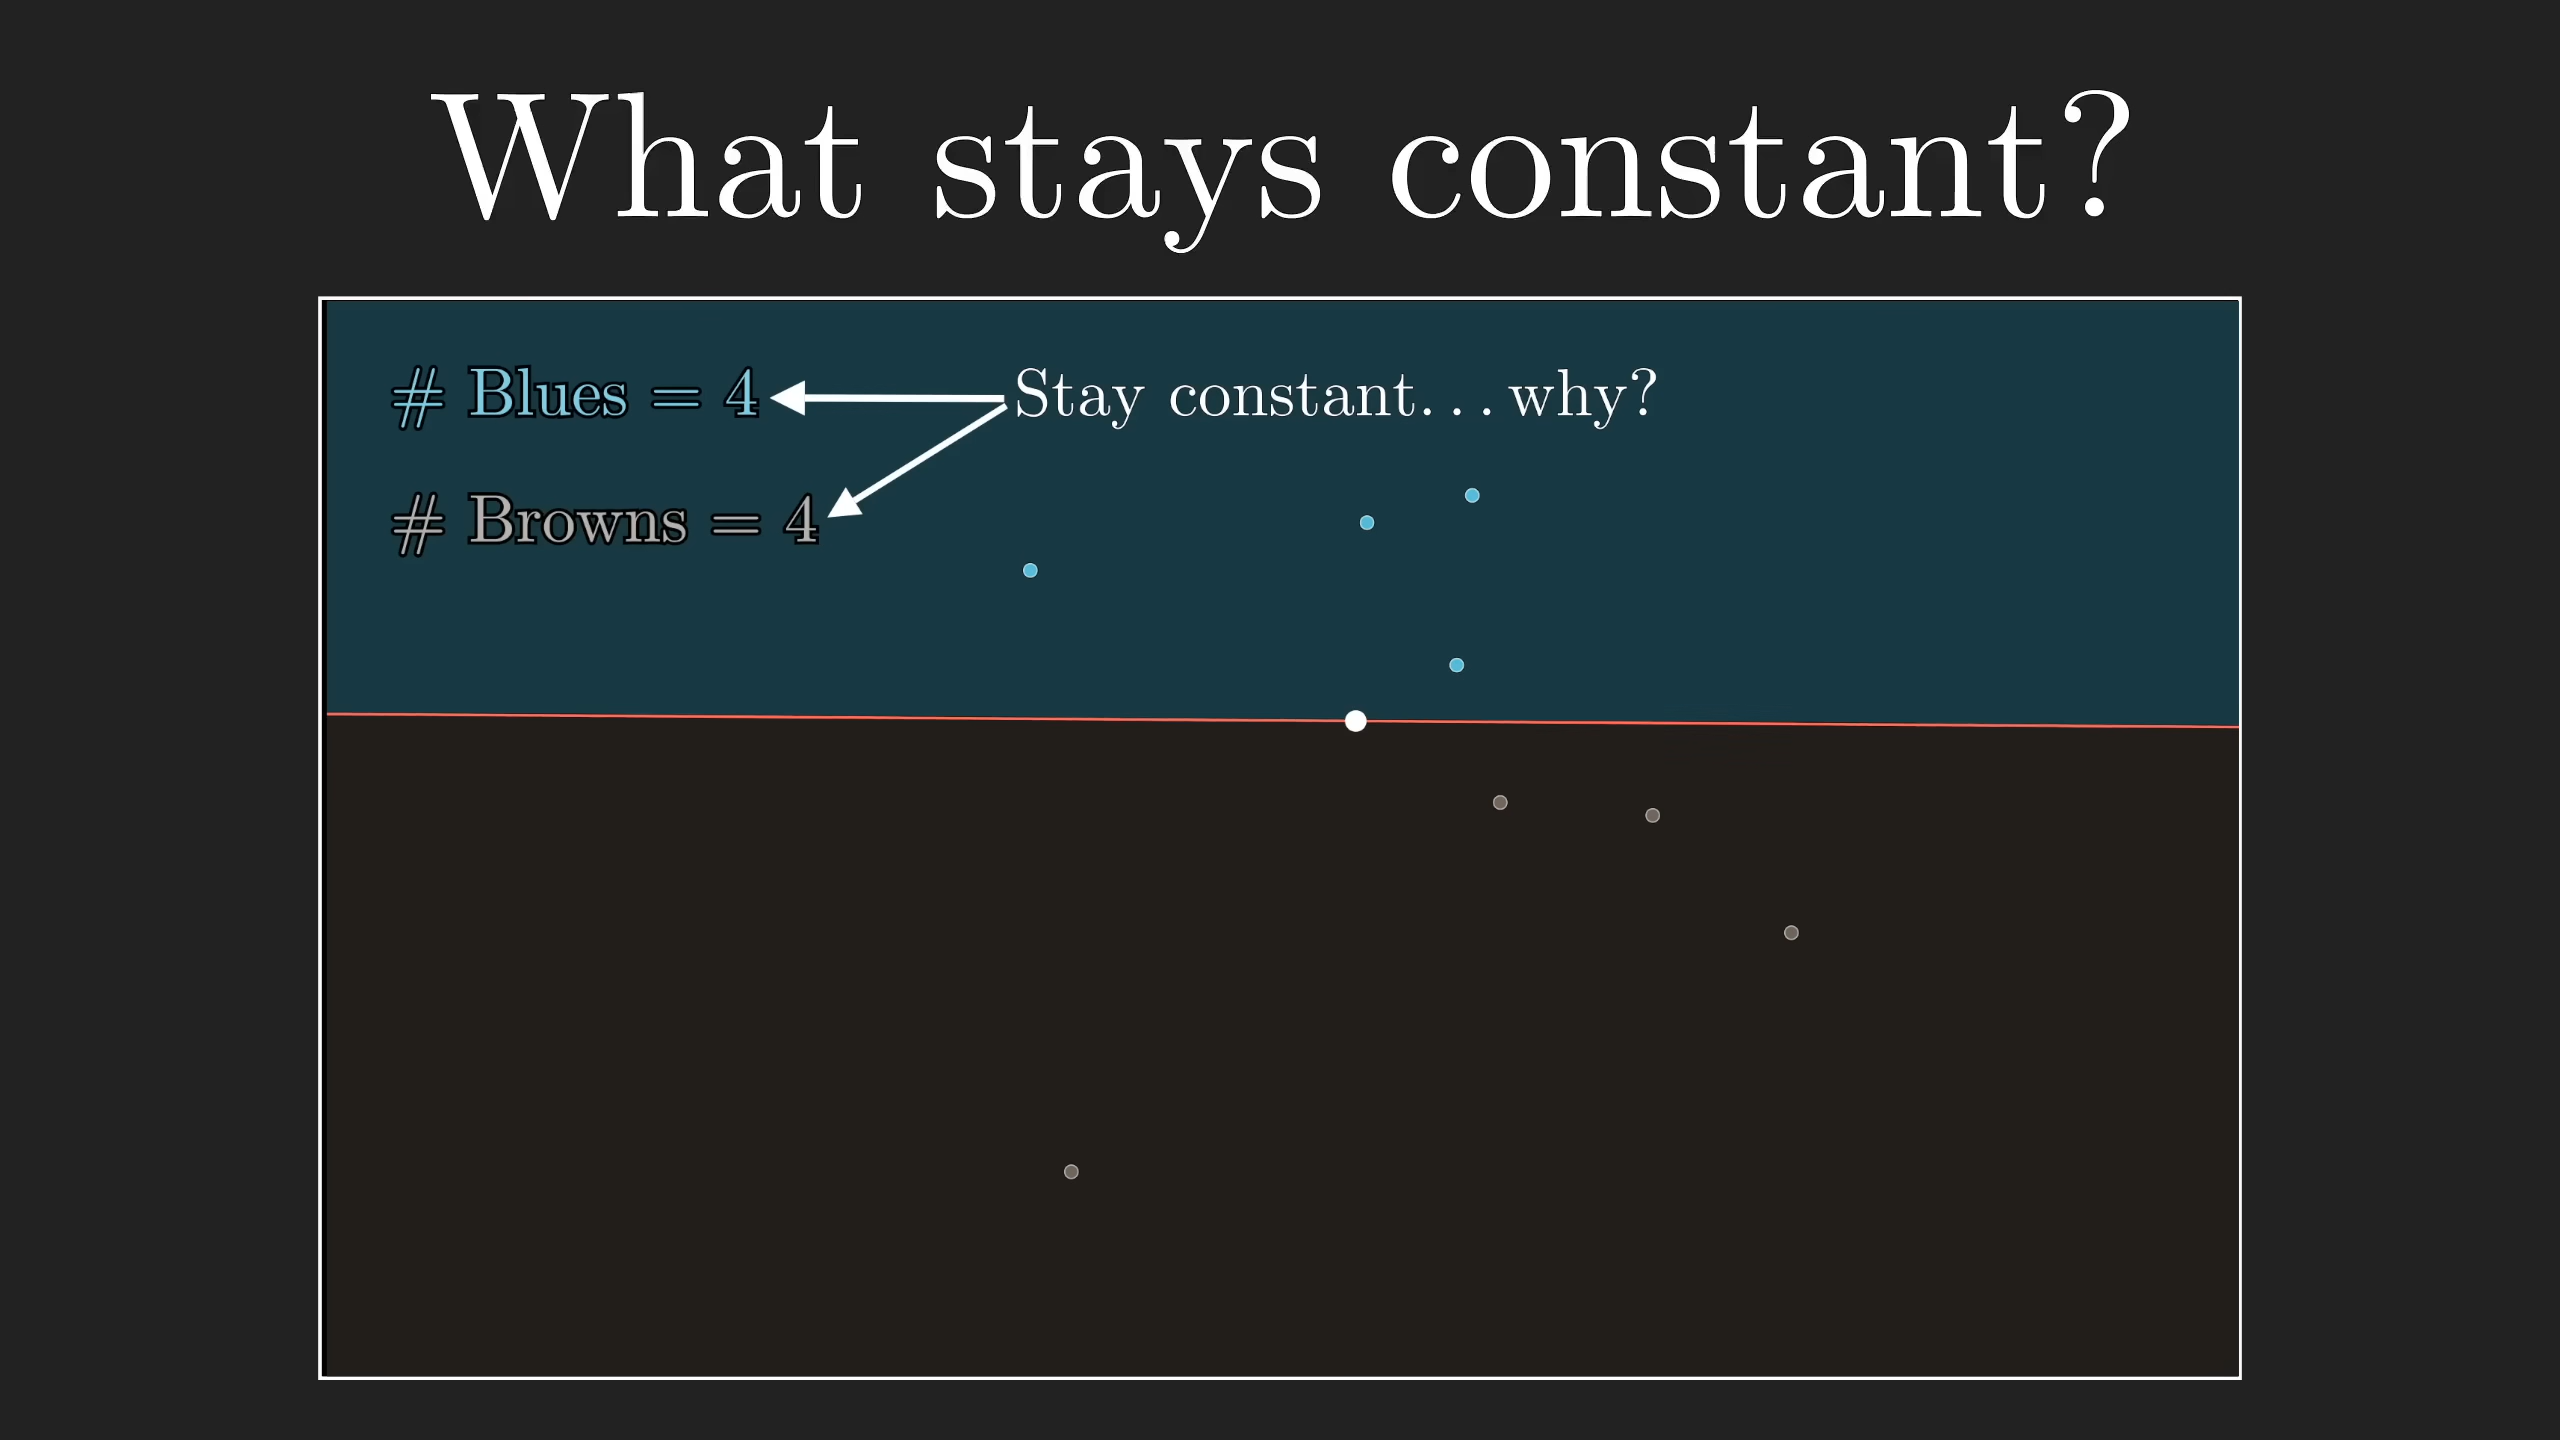 What stays constant?
# Blues = 4
Stay constant...why?
# Browns = 4